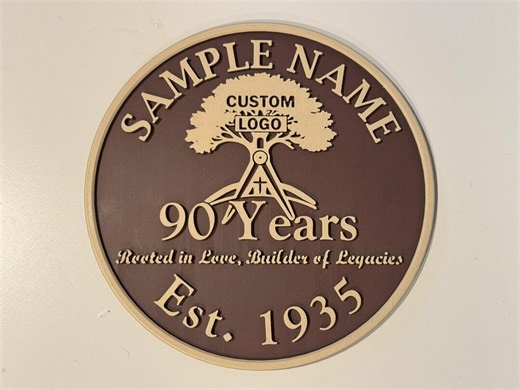 SAMPLE NAME
CUSTOM
LOGO
90 Years
Rooted in Love, Builder of Legacies
Est. 1935